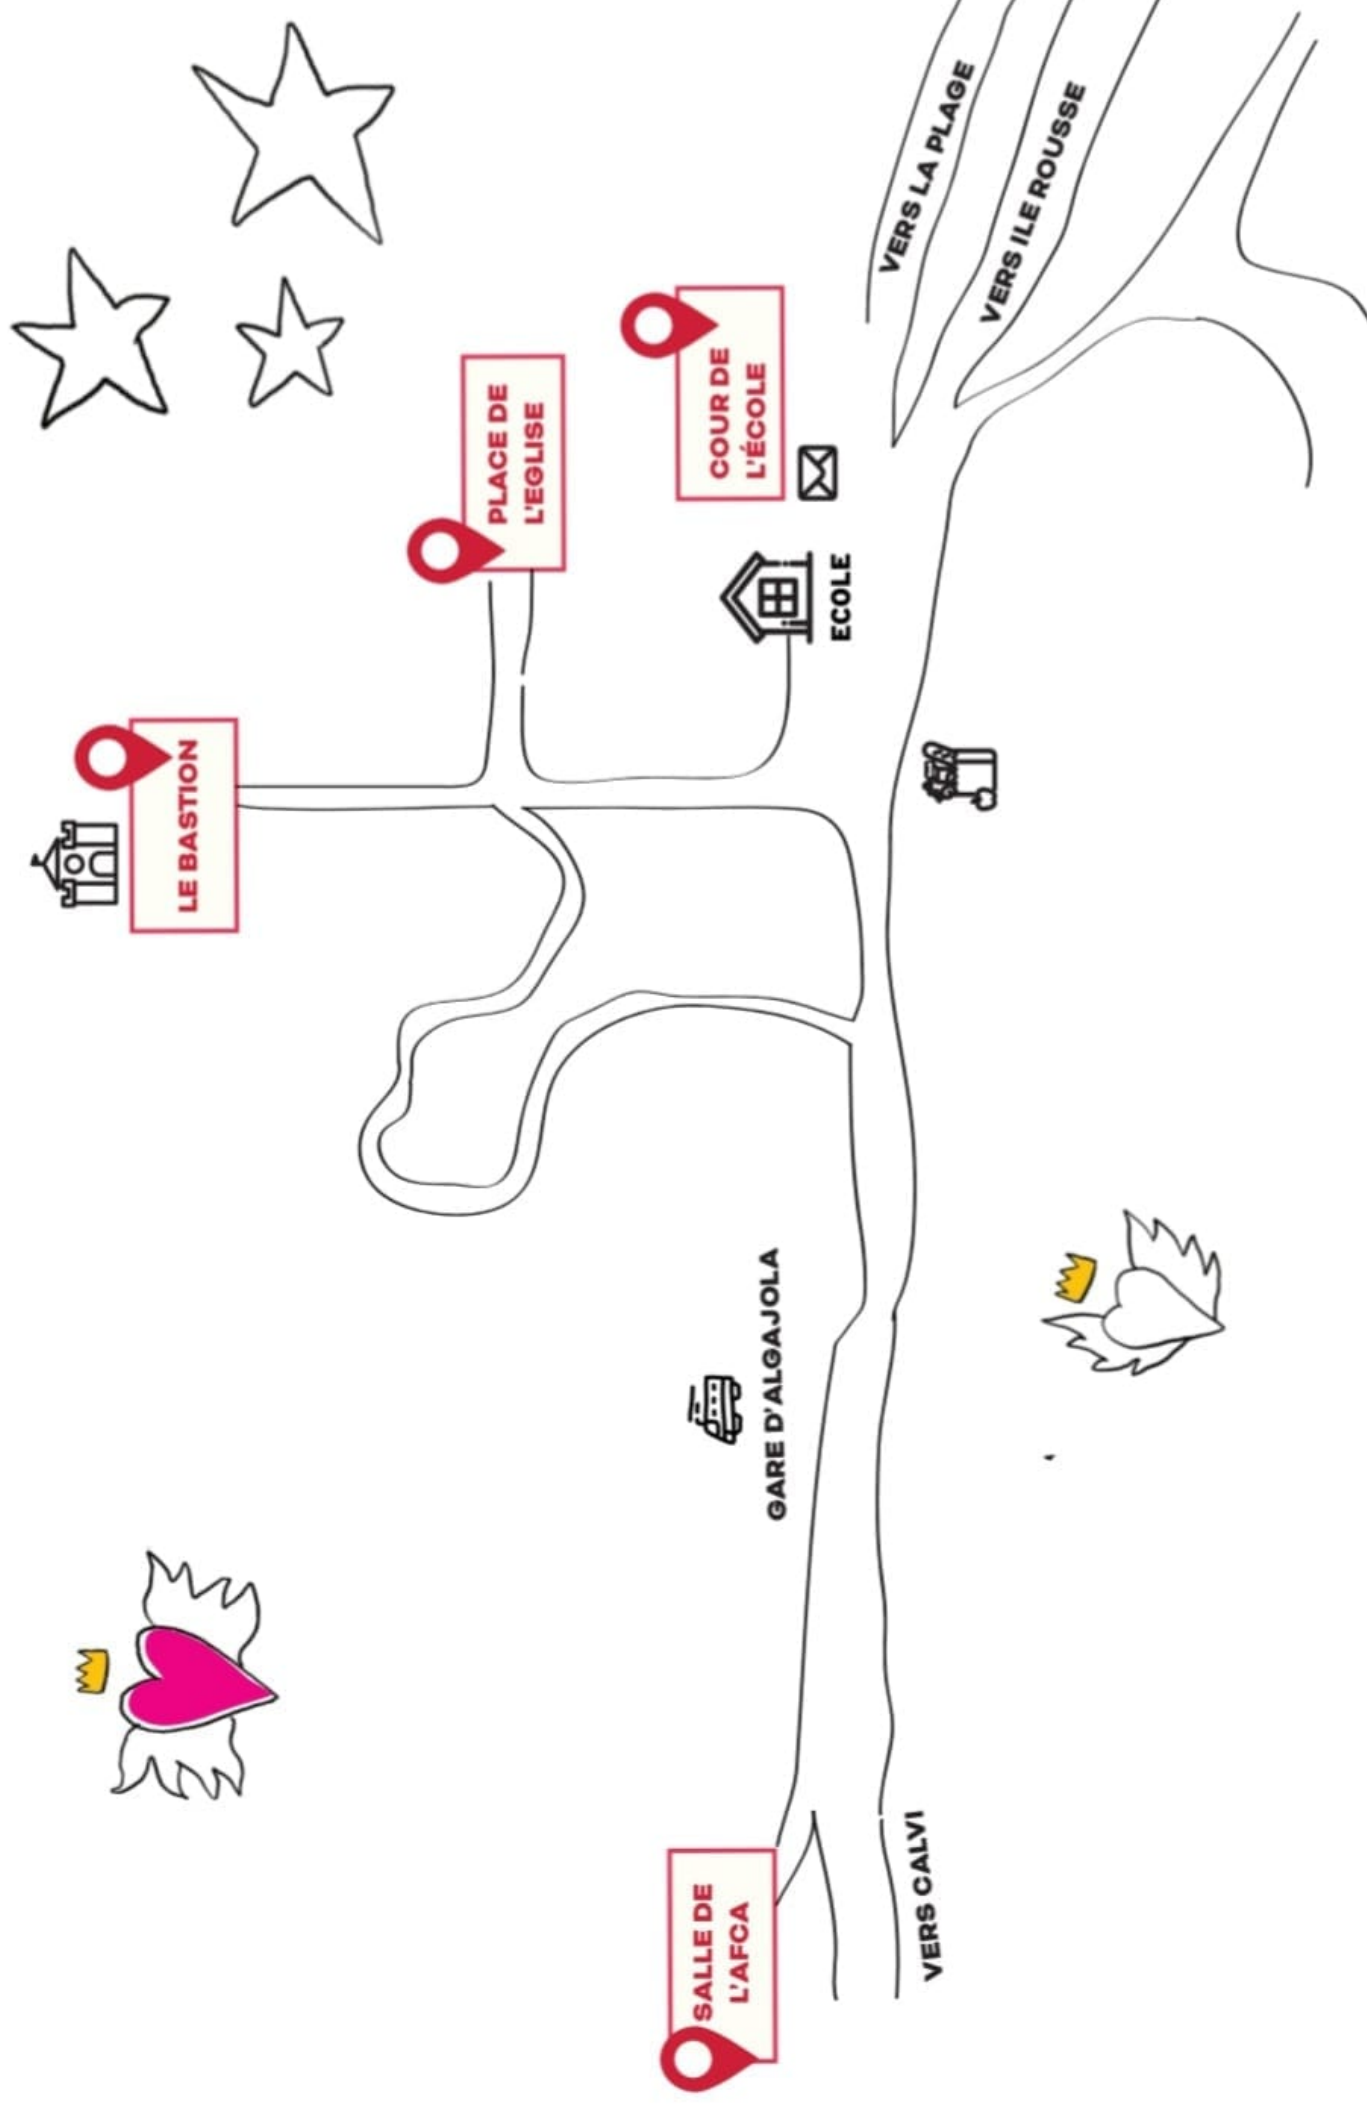 LE BASTION
PLACE DE
L'EGLISE
COUR DE
L'ÉCOLE
ECOLE
VERS LA PLAGE
VERS ILE ROUSSE
GARE D'ALGAJOLA
SALLE DE
L'AFCA
VERS CALVI